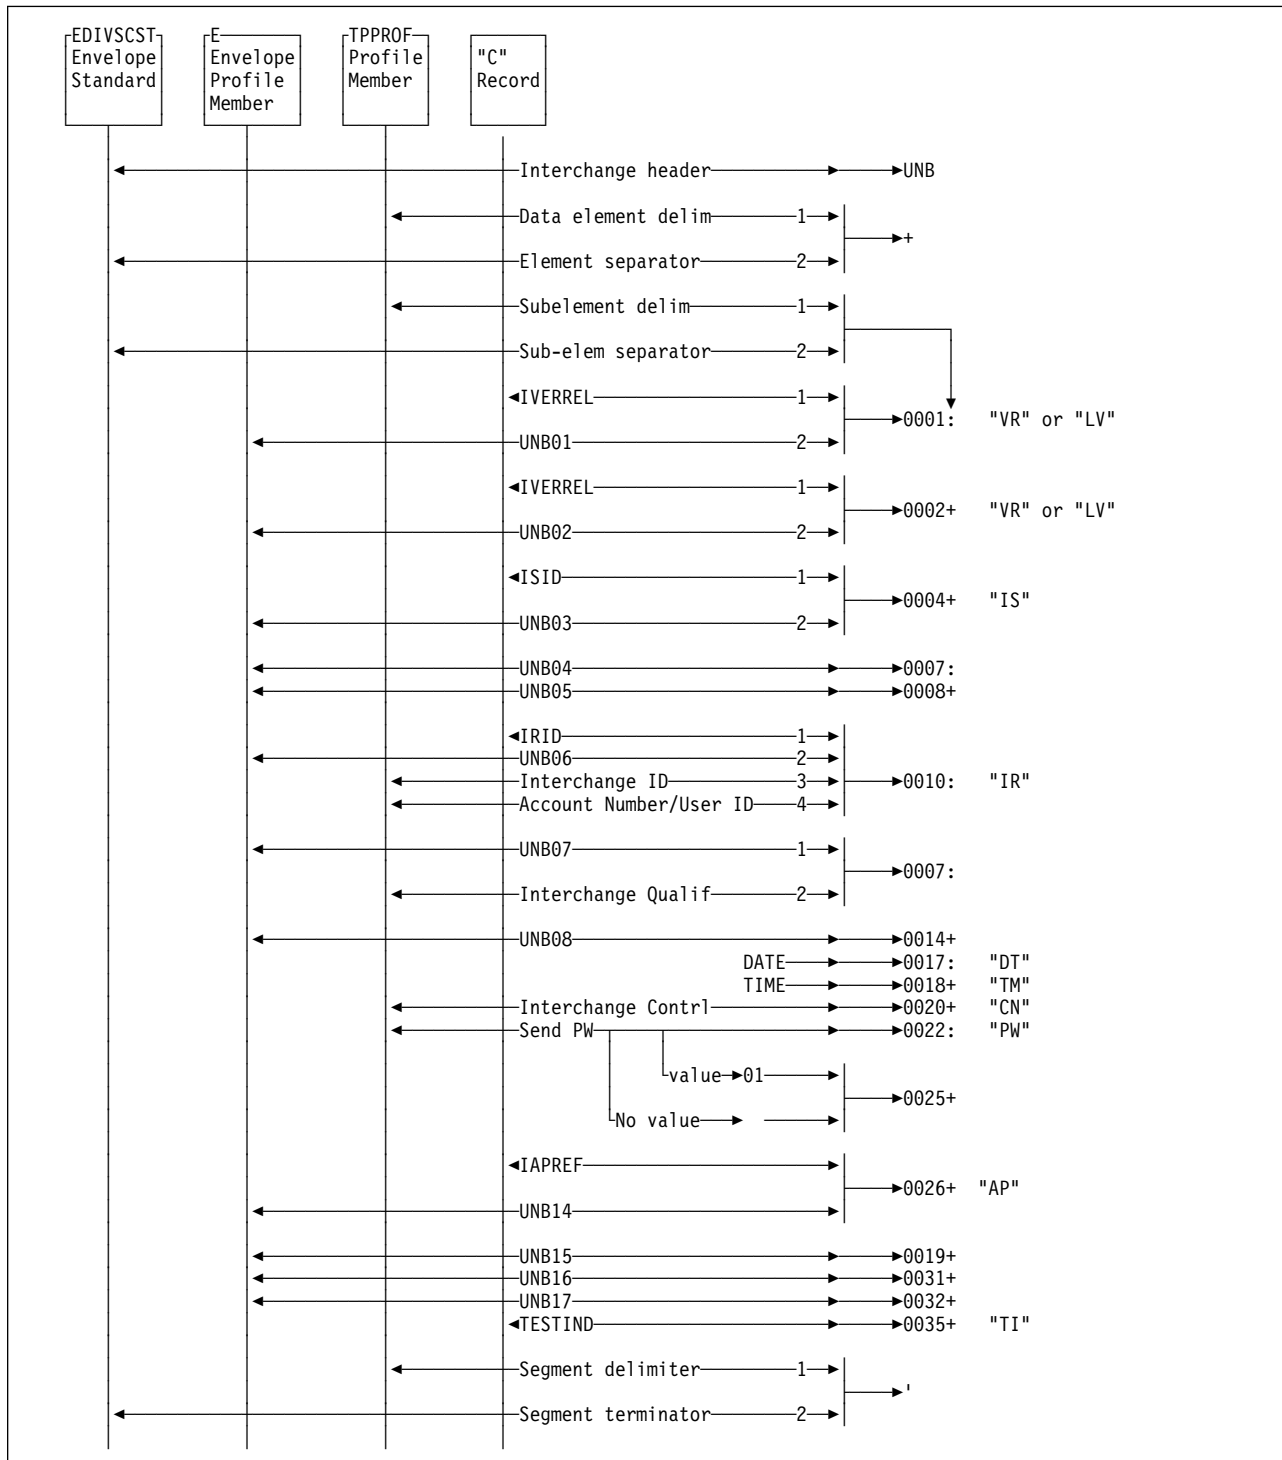 EDIVSCST E TPPROF
Envelope Envelope Profile "C"
Standard Profile Member Record
Member
Interchange header UNB
Data element delim 1
+
Element separator 2
Subelement delim 1
Sub-elem separator 2
IVERREL 1
0001: "VR" or "LV"
UNB01 2
IVERREL 1
0002+ "VR" or "LV"
UNB02 2
ISID 1
0004+ "IS"
UNB03 2
UNB04 0007:
UNB05 0008+
IRID 1
UNB06 2
Interchange ID 3 0010: "IR"
Account Number/User ID 4
UNB07 1
0007:
Interchange Qualif 2
UNB08 0014+
DATE 0017: "DT"
TIME 0018+ "TM"
Interchange Contrl 0020+ "CN"
Send PW 0022: "PW"
value 01
0025+
No value
IAPREF
0026+ "AP"
UNB14
UNB15 0019+
UNB16 0031+
UNB17 0032+
TESTIND 0035+ "TI"
Segment delimiter 1
'
Segment terminator 2